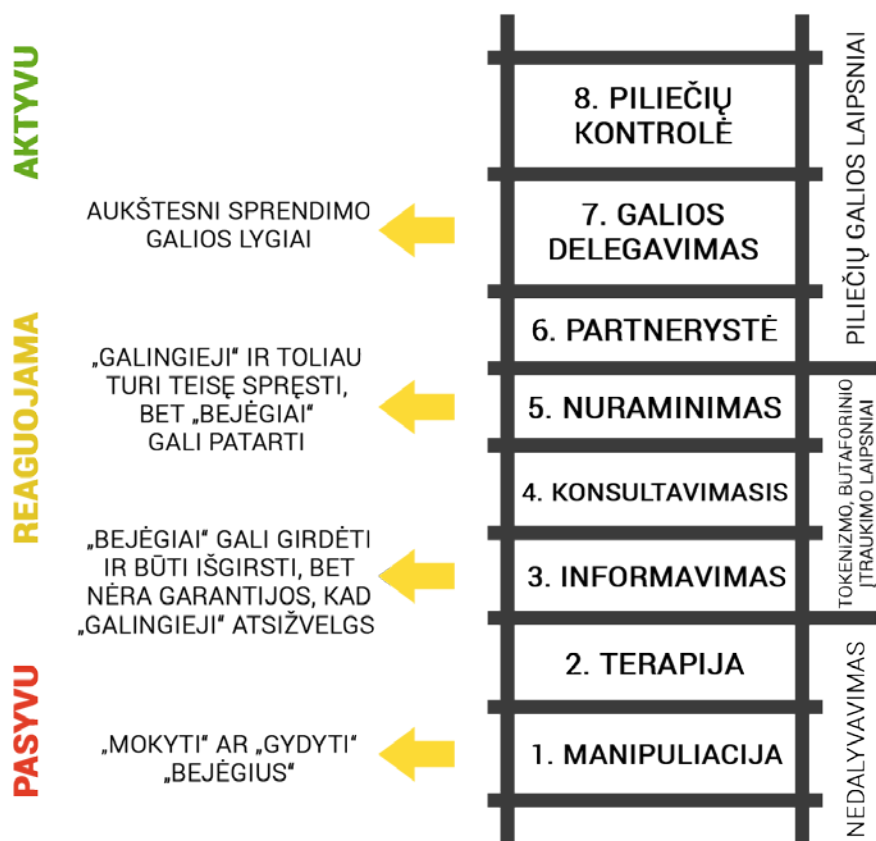 AKTYVU
REAGUOJAMA
PASYVU
AUKŠTESNI SPRENDIMO
GALIOS LYGIAI
„GALINGIEJI“ IR TOLIAU
TURI TEISĘ SPRĘSTI,
BET „BEJĖGIAI“
GALI PATARTI
„BEJĖGIAI“ GALI GIRDĖTI
IR BŪTI IŠGIRSTI, BET
NĖRA GARANTIJOS, KAD
„GALINGIEJI“ ATSIŽVELGS
„MOKYTI“ AR „GYDYTI“
„BEJĖGIUS“
8. PILIEČIŲ
KONTROLĖ
7. GALIOS
DELEGAVIMAS
6. PARTNERYSTĖ
5. NURAMINIMAS
4. KONSULTAVIMASIS
3. INFORMAVIMAS
2. TERAPIJA
1. MANIPULIACIJA
PILIEČIŲ GALIOS LAIPSNIAI
TOKENIZMO, BUTAFORINIO
ĮTRAUKIMO LAIPSNIAI
NEDALYVAVIMAS